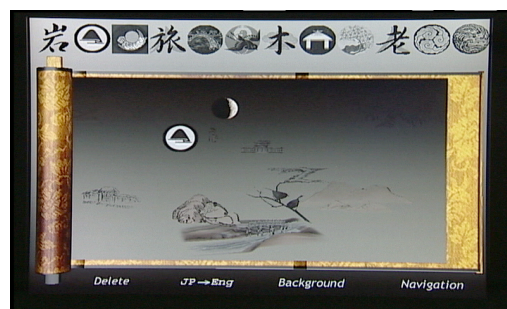 岩 旅 木 老
Delete JP→Eng Background Navigation